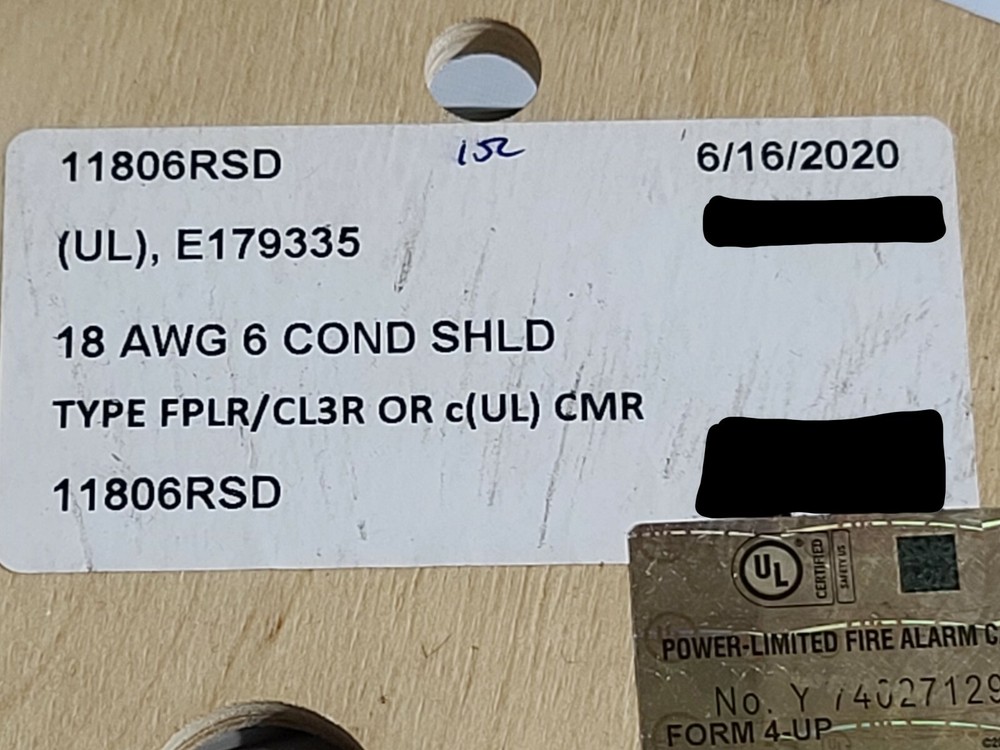 152
11806RSD 6/16/2020
(UL), E179335
18 AWG 6 COND SHLD
TYPE FPLR/CL3R OR c(UL) CMR
11806RSD
UL ® CERTIFIED SAFETY US
POWER-LIMITED FIRE ALARM C
No. Y
FORM 4-UP